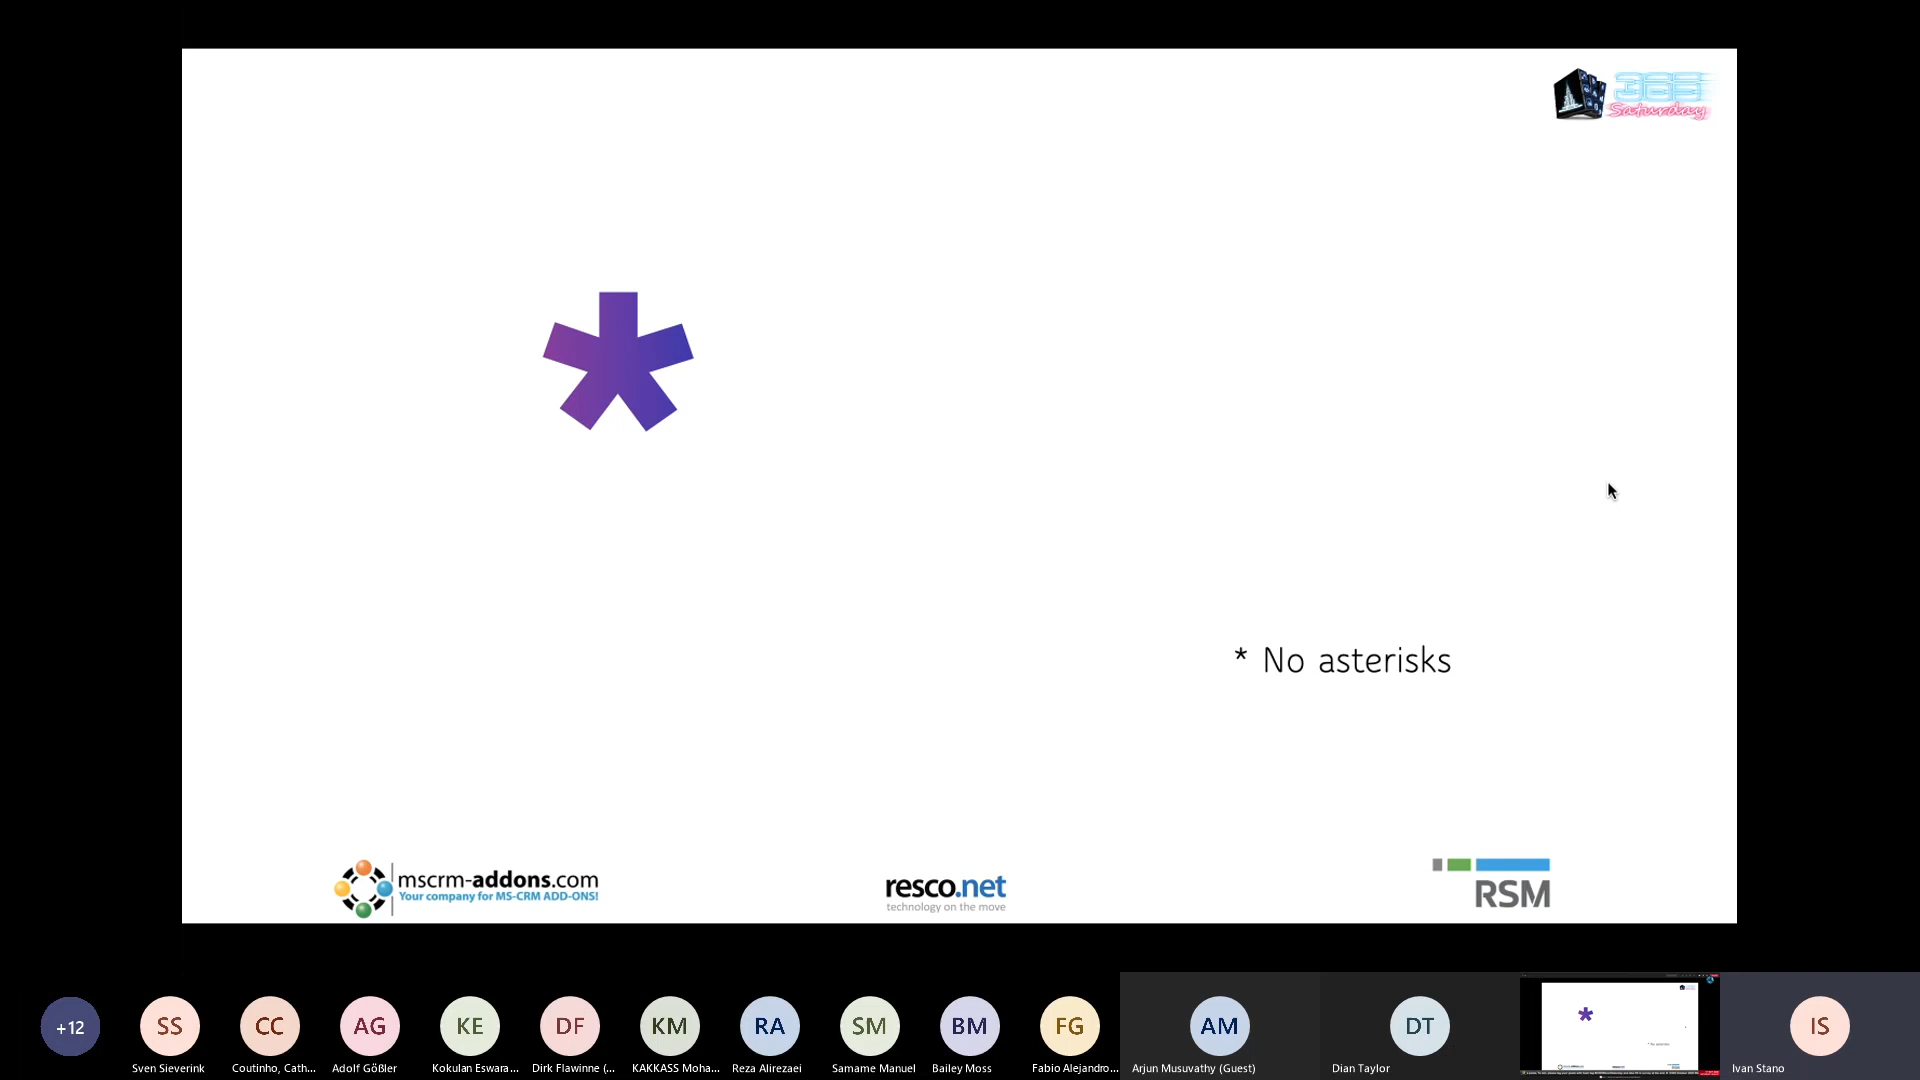 365
Saturday
*
* No asterisks
mscrm-addons.com
Your company for MS-CRM ADD-ONS!
resco.net
technology on the move
RSM
+12
SS
CC
AG
KE
DF
KM
RA
SM
BM
FG
AM
DT
IS
Sven Sieverink
Coutinho, Cath...
Adolf Gößler
Kokulan Eswara...
Dirk Flawinne (...
KAKKASS Moha...
Reza Alirezaei
Samame Manuel
Bailey Moss
Fabio Alejandro...
Arjun Musuvathy (Guest)
Dian Taylor
Ivan Stano